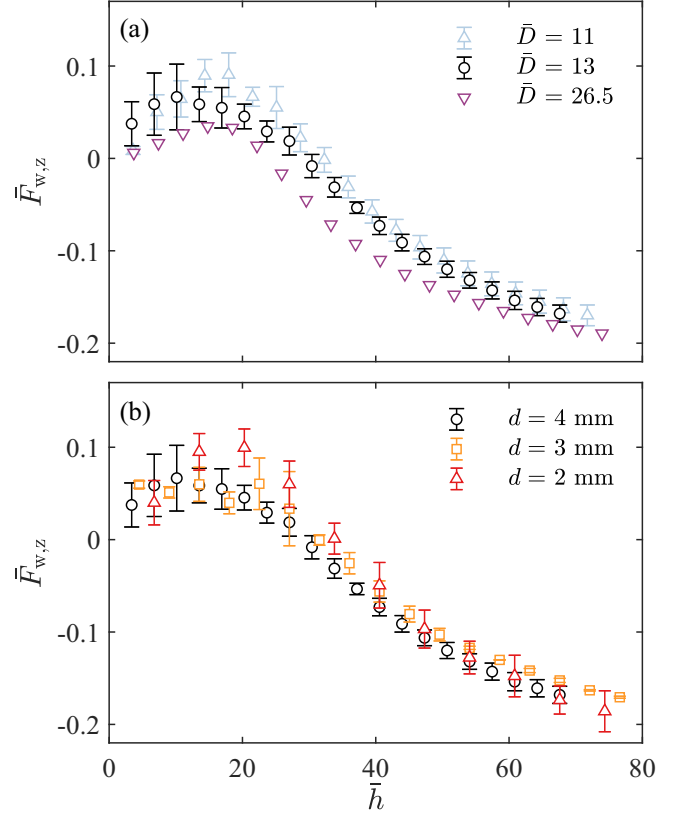 (a)
D̄ = 11
D̄ = 13
D̄ = 26.5
0.1
0
-0.1
-0.2
F̄w,z
(b)
d = 4 mm
d = 3 mm
d = 2 mm
0.1
0
-0.1
-0.2
F̄w,z
0 20 40 60 80
h̄